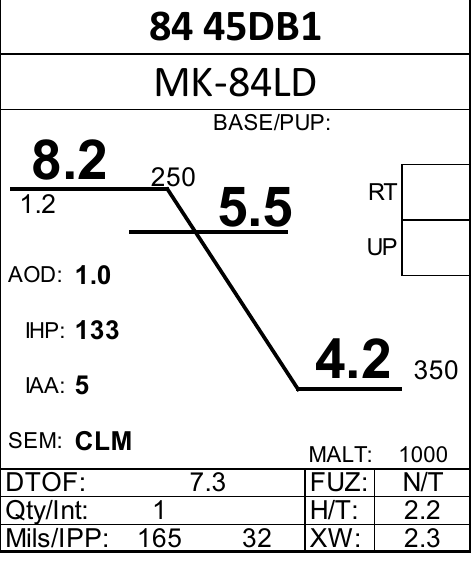 84 45DB1
MK-84LD
BASE/PUP:
8.2
250
1.2
5.5
RT
UP
AOD: 1.0
IHP: 133
4.2
350
IAA: 5
SEM: CLM
MALT: 1000
DTOF: 7.3 FUZ: N/T
Qty/Int: 1 H/T: 2.2
Mils/IPP: 165 32 XW: 2.3